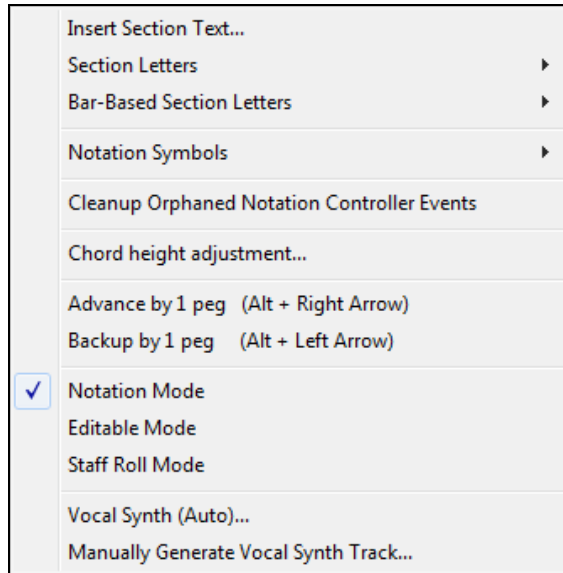 Insert Section Text...
Section Letters
Bar-Based Section Letters
Notation Symbols
Cleanup Orphaned Notation Controller Events
Chord height adjustment...
Advance by 1 peg (Alt + Right Arrow)
Backup by 1 peg (Alt + Left Arrow)
Notation Mode
Editable Mode
Staff Roll Mode
Vocal Synth (Auto)...
Manually Generate Vocal Synth Track...